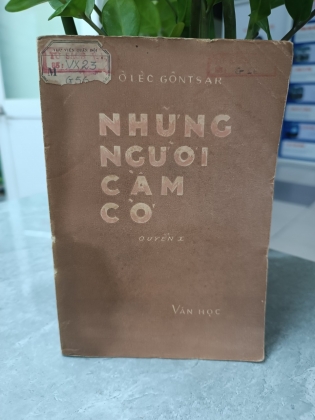 ÔLÉC GÔNTSAR
NHỮNG
NGƯỜI
CẦM
CỜ
QUYỂN I
VĂN HỌC